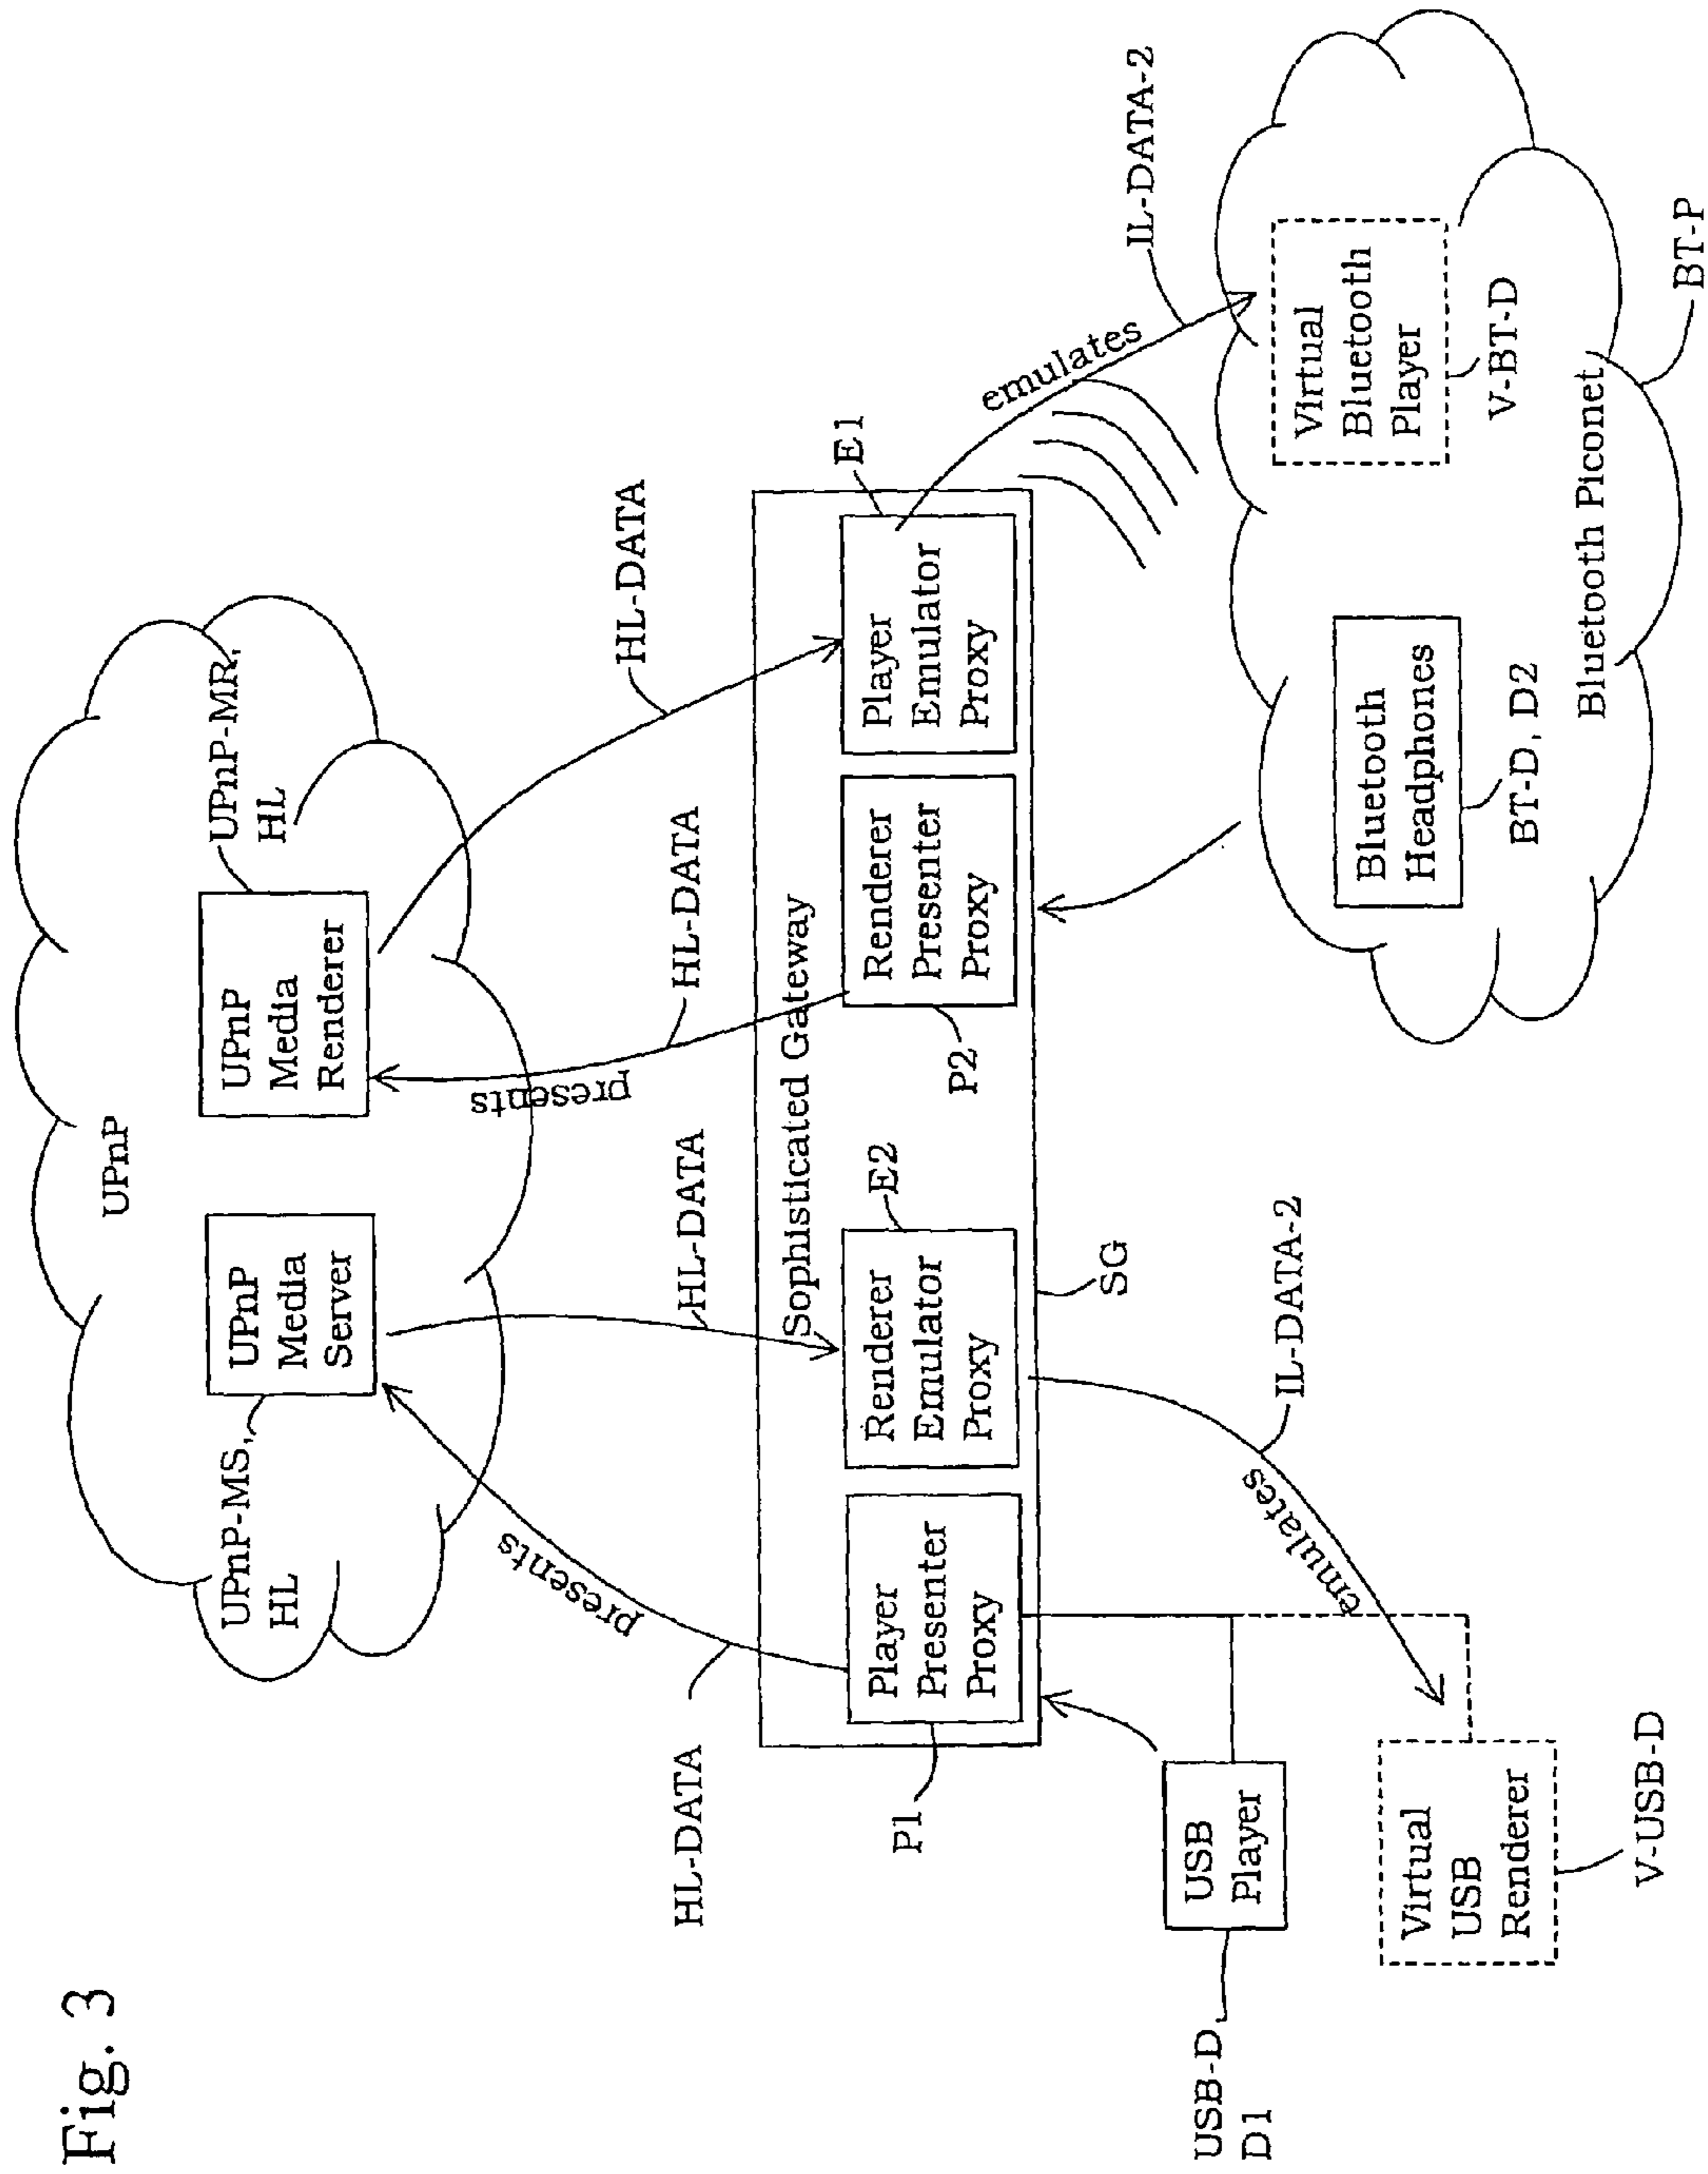 Fig. 3
UPnP
UPnP-MS,
HL
UPnP
Media
Server
UPnP
Media
Renderer
UPnP-MR,
HL
HL-DATA
presents
HL-DATA
presents
HL-DATA
HL-DATA
Sophisticated Gateway
P1
Player
Presenter
Proxy
Renderer
Emulator
Proxy
E2
P2
Renderer
Presenter
Proxy
Player
Emulator
Proxy
E1
SG
emulates
IL-DATA-2
USB-D,
D1
USB
Player
emulates
IL-DATA-2
Virtual
USB
Renderer
V-USB-D
Bluetooth
Headphones
BT-D, D2
Virtual
Bluetooth
Player
V-BT-D
Bluetooth Piconet
BT-P